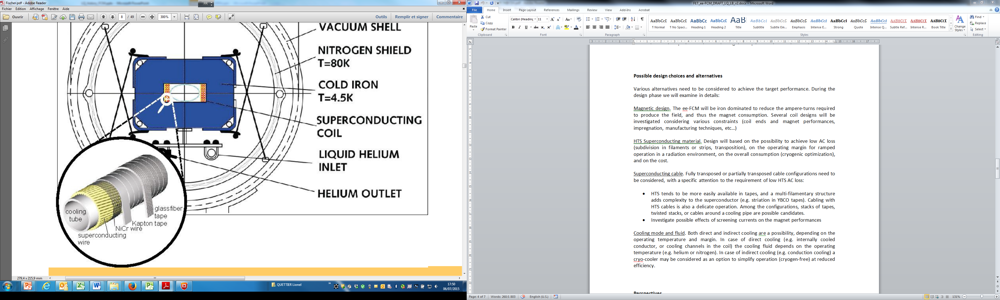 Fischer.pdf - Adobe Reader
FR
Fichier Edition Affichage Fenêtre Aide
Ouvrir
8 / 49
300%
Outils Remplir et signer Commentaire
VACUUM SHELL
NITROGEN SHIELD
T=80K
COLD IRON
T=4.5K
SUPERCONDUCTING
COIL
LIQUID HELIUM
INLET
HELIUM OUTLET
cooling
tube
glassfiber
tape
Kapton tape
NiCr wire
superconducting
wire
279,4 x 215,9 mm
QUETTIER Lionel
17:50
06/07/2015
FET_ee-FCM_DRAFT_LQ_LB_v2.docx - Microsoft Word
File Home Insert Page Layout References Mailings Review View Add-Ins Acrobat
Paste
Cut
Copy
Format Painter
Clipboard
Calibri (Heading 11
Font
Paragraph
AaBbCcI AaBbCcI AaBbCc AaBbCcI AaB AaBbCcI AaBbCcI AaBbCcI AaBbCcI AaBbCcI AaBbCcI AaBbCcI AABBCCI AABBCCI AABBCCI
¶ Normal ¶ No Spaci... Heading 1 Heading 2 Title Subtitle Subtle Em... Emphasis Intense E... Strong Quote Intense Q... Subtle Ref... Intense R... Book Title
Change
Styles
Styles
Find
Replace
Select
Editing
Possible design choices and alternatives
Various alternatives need to be considered to achieve the target performance. During the
design phase we will examine in details:
Magnetic design. The ee-FCM will be iron dominated to reduce the ampere-turns required
to produce the field, and thus the magnet consumption. Several coil designs will be
investigated considering various constraints (coil ends and magnet performances,
impregnation, manufacturing techniques, etc...)
HTS Superconducting material. Design will based on the possibility to achieve low AC loss
(subdivision in filaments or strips, transposition), on the operating margin for ramped
operation in a radiation environment, on the overall consumption (cryogenic optimization),
and on the cost.
Superconducting cable. Fully transposed or partially transposed cable configurations need to
be considered, with a specific attention to the requirement of low HTS AC loss:
• HTS tends to be more easily available in tapes, and a multi-filamentary structure
adds complexity to the superconductor (e.g. striation in YBCO tapes). Cabling with
HTS cables is also a delicate operation. Among the configurations, stacks of tapes,
twisted stacks, or cables around a cooling pipe are possible candidates.
• Investigate possible effects of screening currents on the magnet performances
Cooling mode and fluid. Both direct and indirect cooling are a possibility, depending on the
operating temperature and margin. In case of direct cooling (e.g. internally cooled
conductor, or cooling channels in the coil) the cooling fluid depends on the operating
temperature (e.g. helium or nitrogen). In case of indirect cooling (e.g. conduction cooling) a
cryo-cooler may be considered as an option to simplify operation (cryogen-free) at reduced
efficiency.
Perspectives
Page: 4 of 7 Words: 260/1 803 English (U.S.)
131%